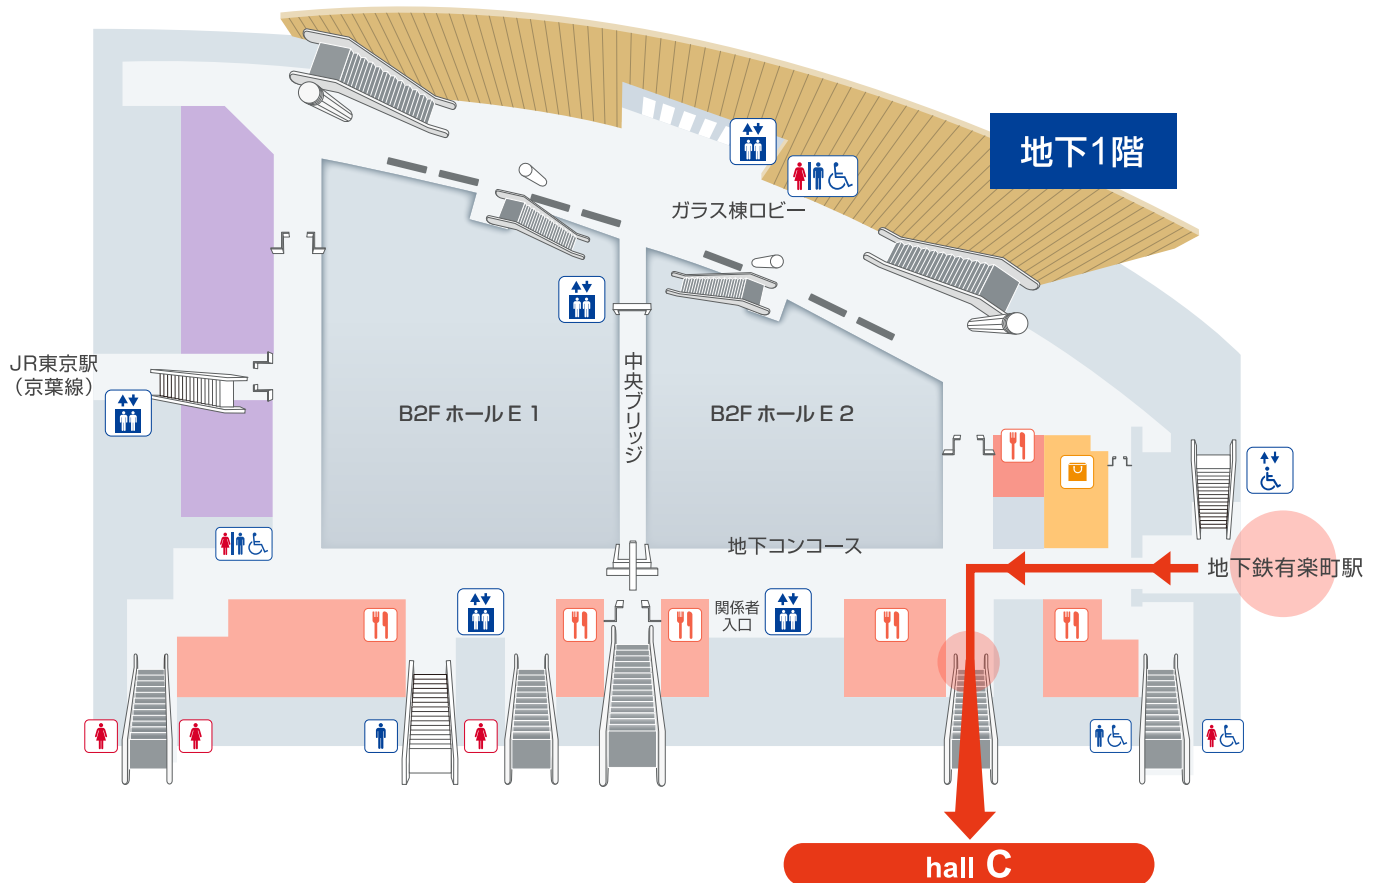 地下1階
ガラス棟ロビー
JR東京駅
（京葉線）
中央ブリッジ
B2F ホール E 1
B2F ホール E 2
地下コンコース
地下鉄有楽町駅
関係者
入口
hall C